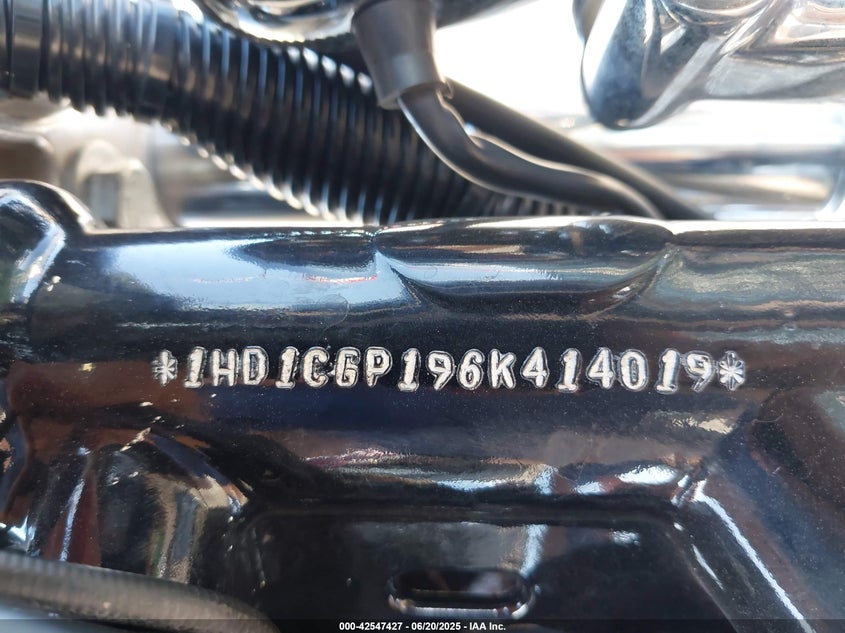 *1HD1CGP196K414019*
000-42547427 - 06/20/2025 - IAA Inc.